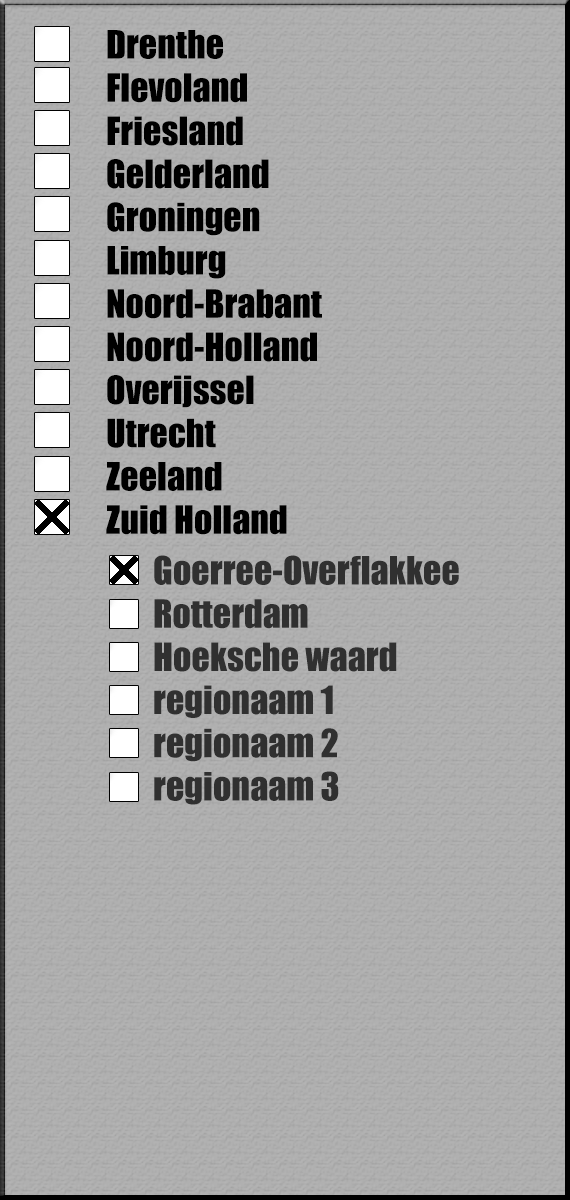 Drenthe
Flevoland
Friesland
Gelderland
Groningen
Limburg
Noord-Brabant
Noord-Holland
Overijssel
Utrecht
Zeeland
Zuid Holland
Goerree-Overflakkee
Rotterdam
Hoeksche waard
regionaam 1
regionaam 2
regionaam 3